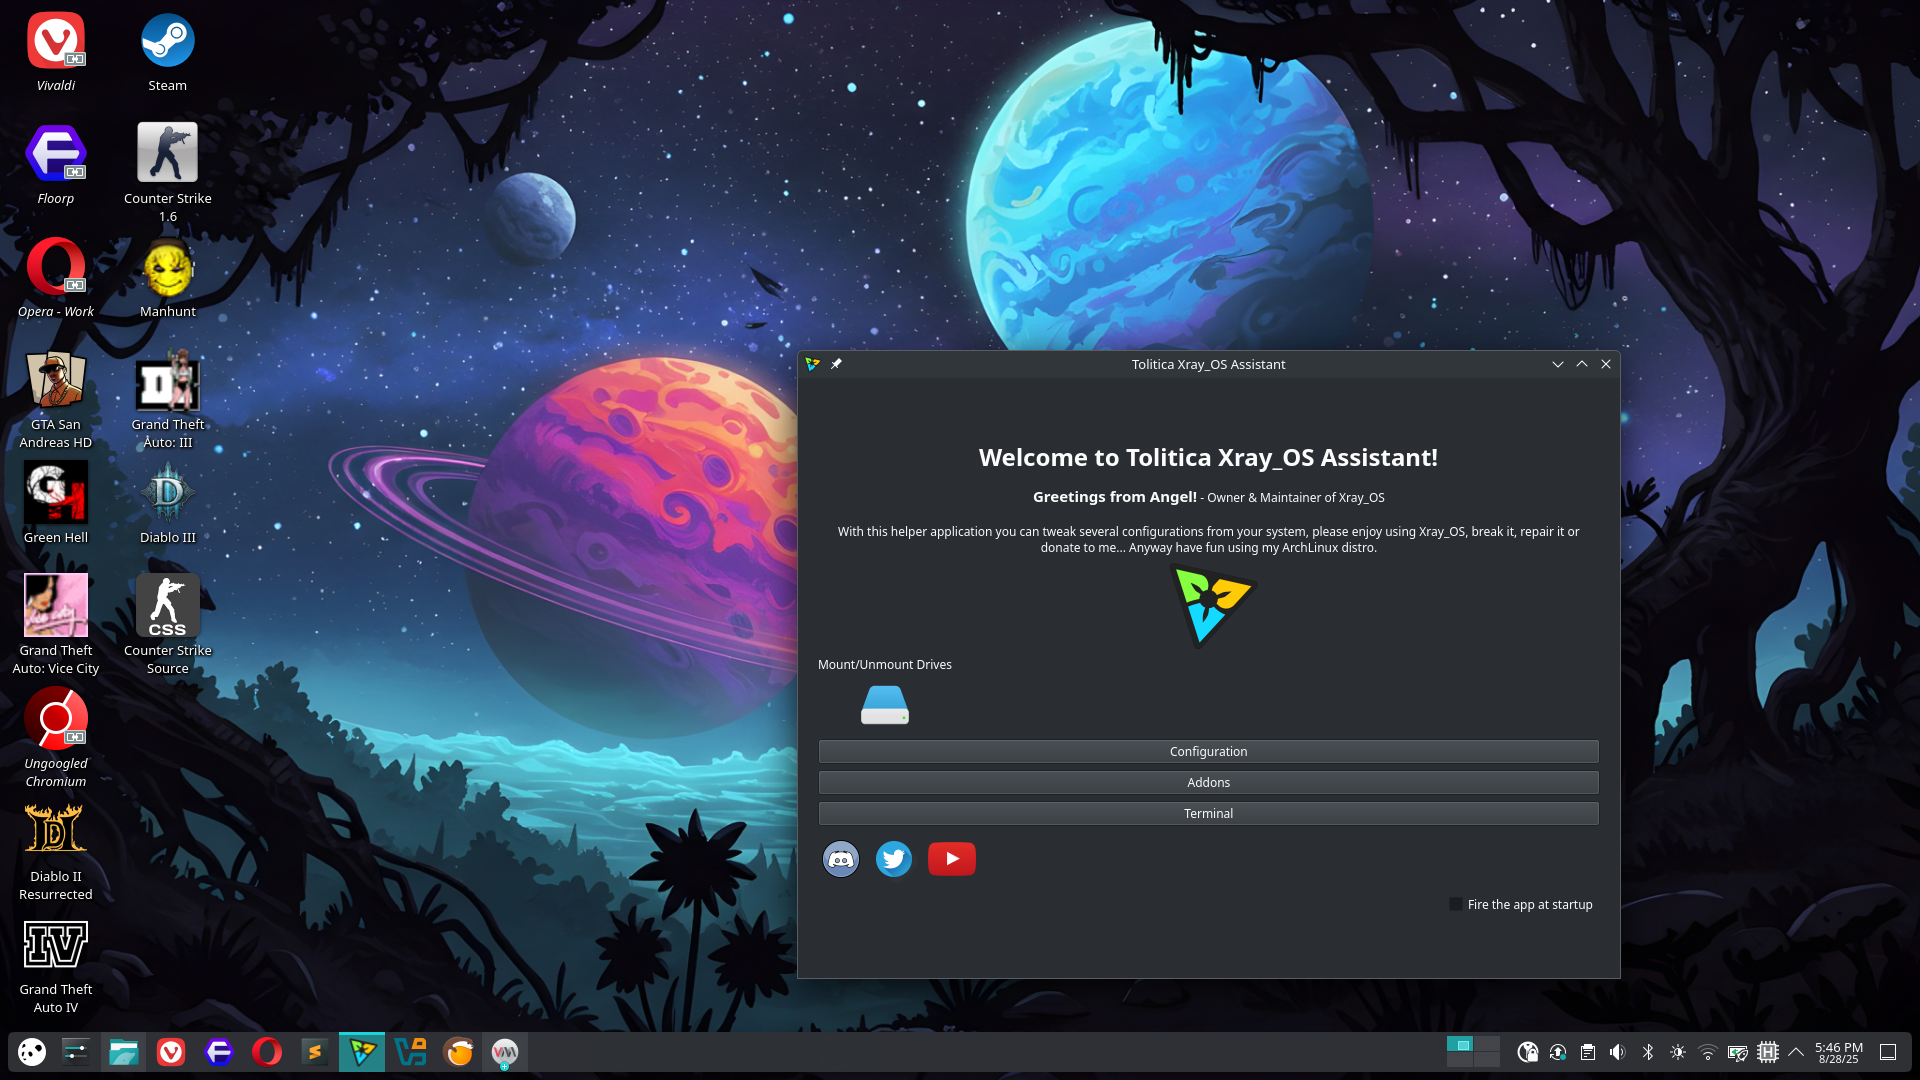 Vivaldi
Steam
Floorp
Counter Strike
1.6
Opera - Work
Manhunt
GTA San
Andreas HD
Grand Theft
Auto: III
Green Hell
Diablo III
Grand Theft
Auto: Vice City
CSS
Counter Strike
Source
Ungoogled
Chromium
Diablo II
Resurrected
IV
Grand Theft
Auto IV
Tolitica Xray_OS Assistant
Welcome to Tolitica Xray_OS Assistant!
Greetings from Angel! - Owner & Maintainer of Xray_OS
With this helper application you can tweak several configurations from your system, please enjoy using Xray_OS, break it, repair it or
donate to me... Anyway have fun using my ArchLinux distro.
Mount/Unmount Drives
Configuration
Addons
Terminal
Fire the app at startup
5:46 PM
8/28/25